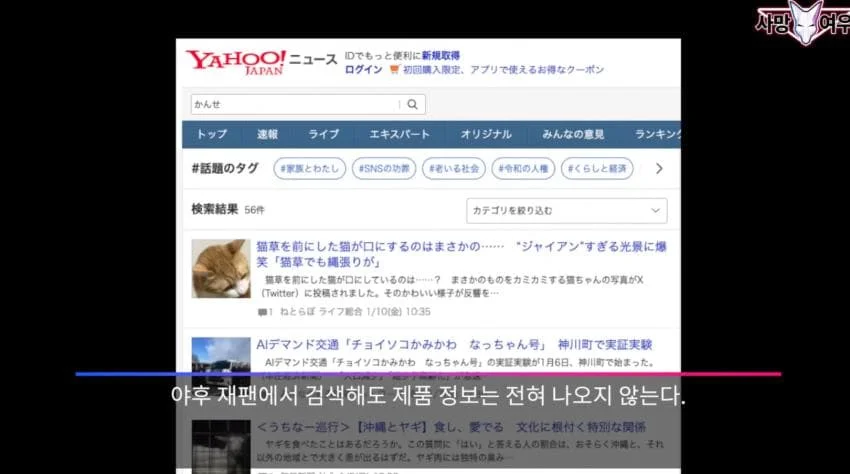 사망여우
YAHOO! JAPAN ニュース
IDでもっと便利に新規取得
ログイン 初回購入限定、アプリで使えるお得なクーポン
かんせ
トップ 速報 ライブ エキスパート オリジナル みんなの意見 ランキング
#話題のタグ #家族とわたし #SNSの功罪 #老いる社会 #令和の人権 #くらしと経済
検索結果 56件 カテゴリを絞り込む
猫草を前にした猫が口にするのはまさかの…… “ジャイアン”すぎる光景に爆
笑「猫草でも縄張りが」
猫草を前にした猫が口にしているのは……？ まさかのものをカミカミする猫ちゃんの写真がX
（Twitter）に投稿されました。そのかわいい様子が反響を…
1 ねとらぼ ライフ総合 1/10(金) 10:35
AIデマンド交通「チョイソコかみかわ なっちゃん号」 神川町で実証実験
AIデマンド交通「チョイソコかみかわ なっちゃん号」の実証実験が1月6日、神川町で始まった。
야후 재팬에서 검색해도 제품 정보는 전혀 나오지 않는다.
＜うちなー巡行＞【沖縄とヤギ】食し、愛でる 文化に根付く特別な関係
ヤギを食べたことはあるだろうか。この質問に「はい」と答える人の割合は、おそらく沖縄と、それ
以外の地域とで大きく差が出るはずだ。ヤギ肉には独特の臭み…